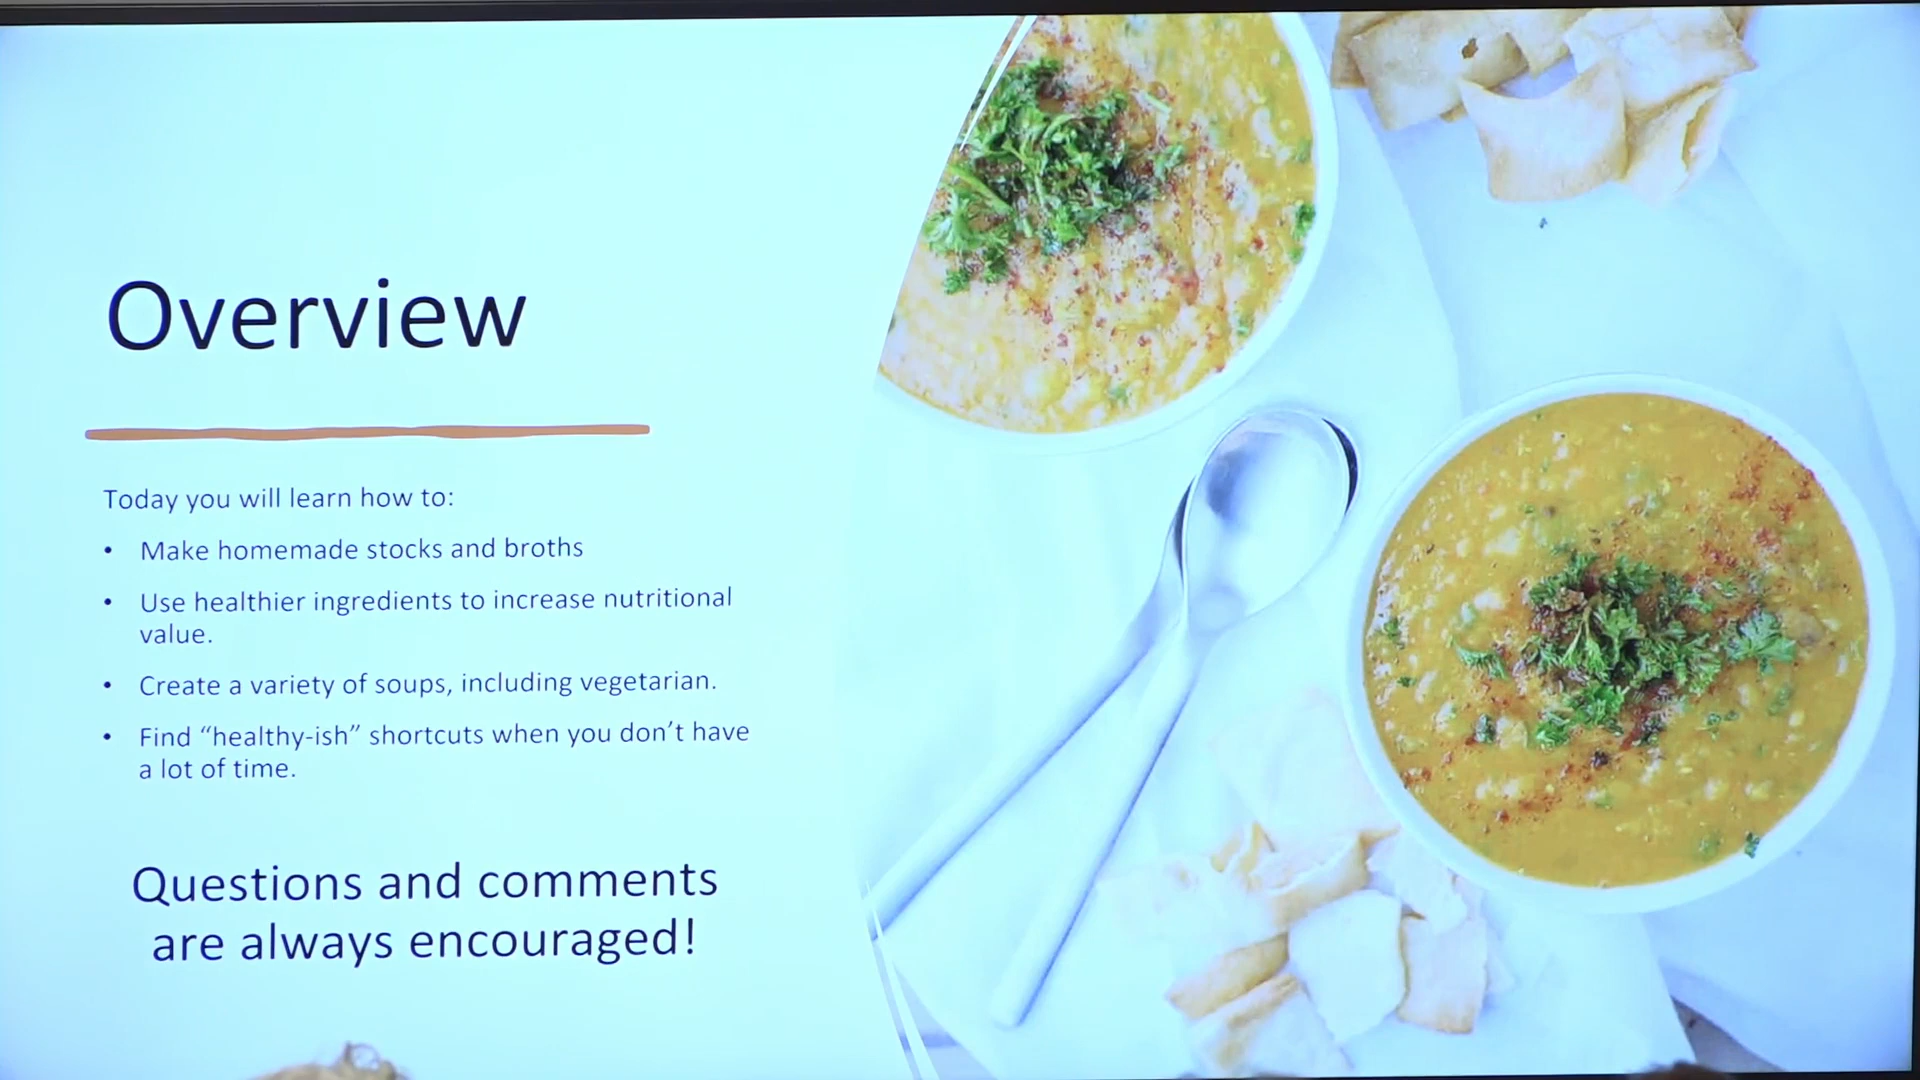 Overview
Today you will learn how to:
• Make homemade stocks and broths
• Use healthier ingredients to increase nutritional
value.
• Create a variety of soups, including vegetarian.
• Find “healthy-ish” shortcuts when you don’t have
a lot of time.
Questions and comments
are always encouraged!